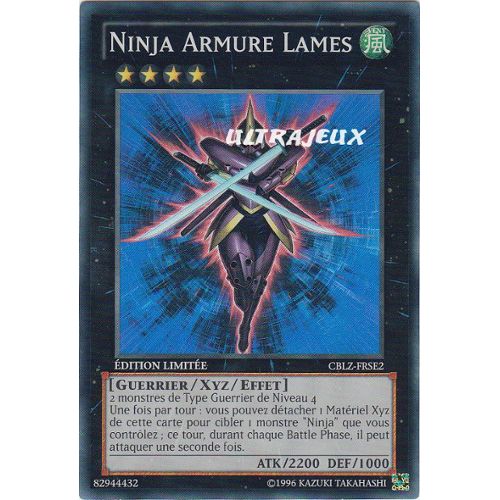 NINJA ARMURE LAMES
VENT
風
ULTRAJEUX
ÉDITION LIMITÉE CBLZ-FRSE2
[GUERRIER/XYZ/EFFET]
2 monstres de Type Guerrier de Niveau 4
Une fois par tour : vous pouvez détacher 1 Matériel Xyz
de cette carte pour cibler 1 monstre "Ninja" que vous
contrôlez ; ce tour, durant chaque Battle Phase, il peut
attaquer une seconde fois.
ATK/2200 DEF/1000
82944432 ©1996 KAZUKI TAKAHASHI